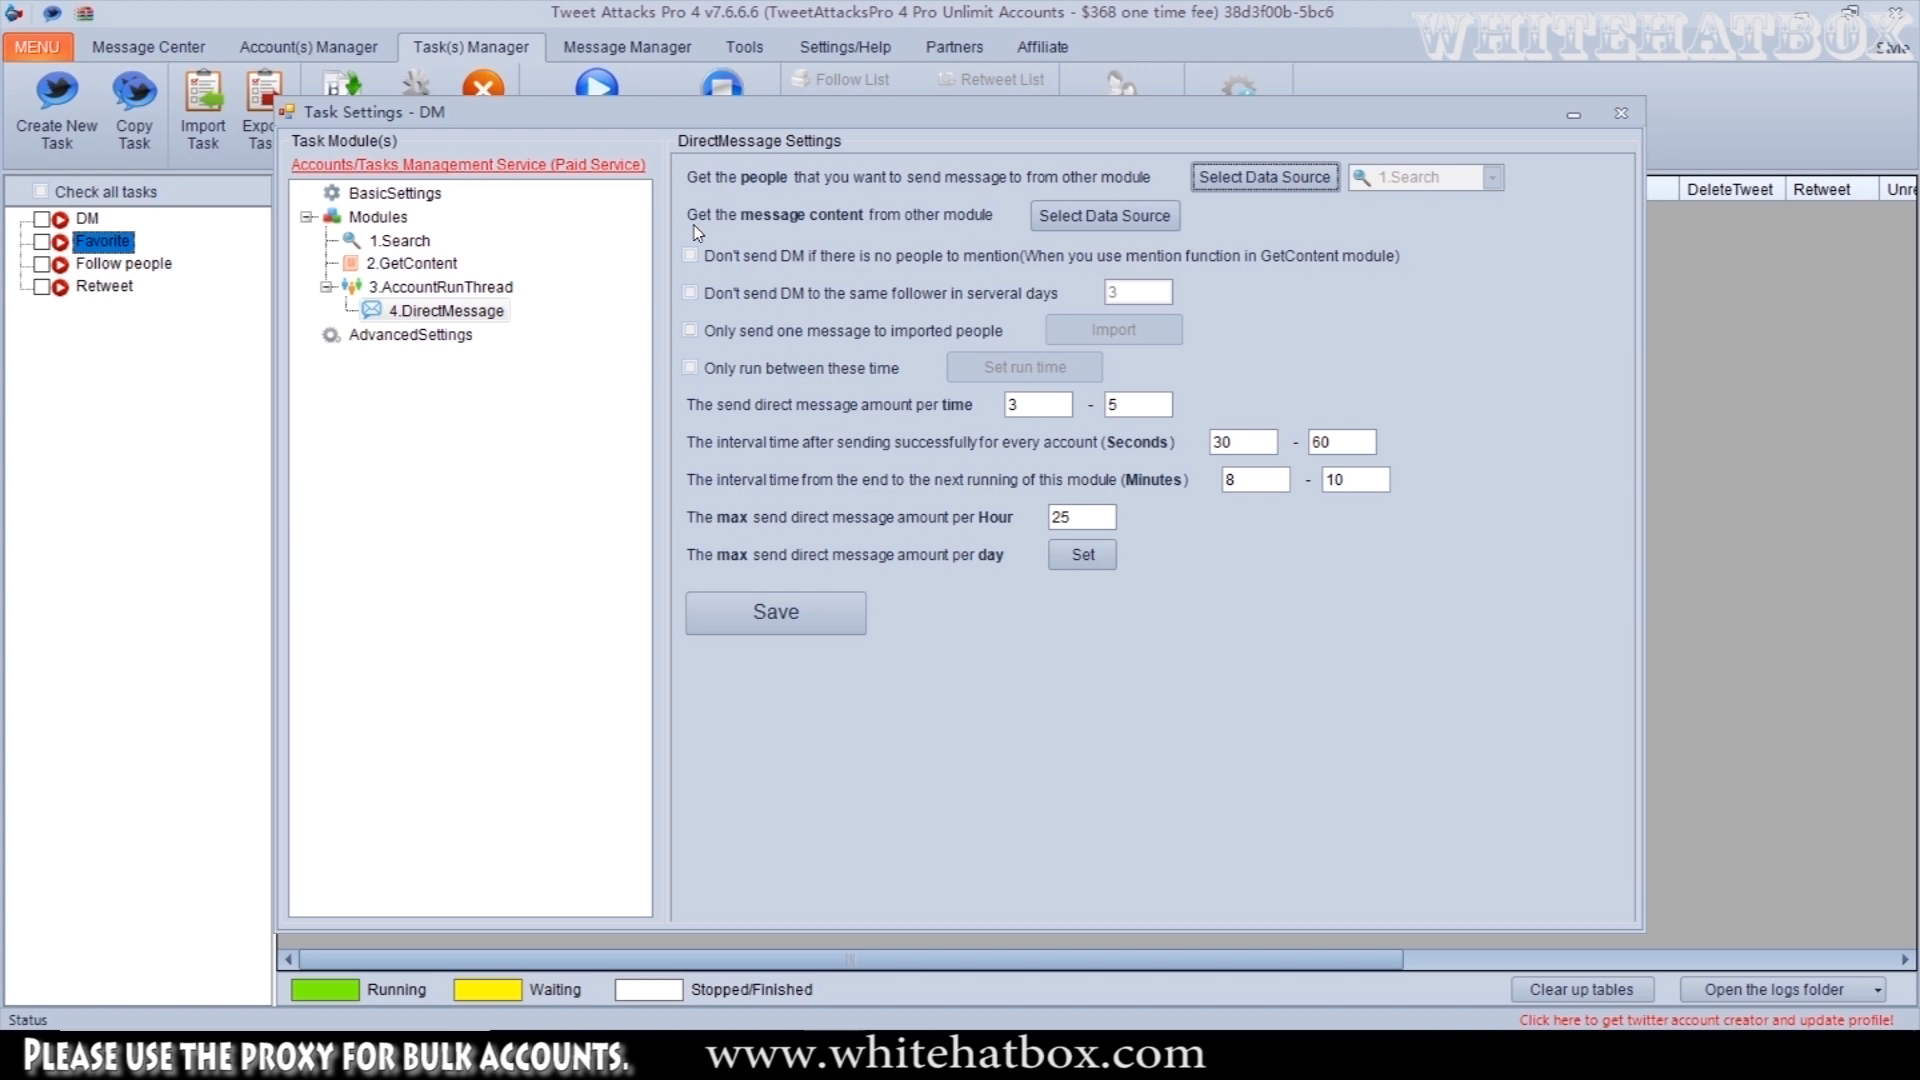 Tweet Attacks Pro 4 v7.6.6.6 (TweetAttacksPro 4 Pro Unlimit Accounts - $368 one time fee) 38d3f00b-5bc6
WHITEHATBOX
MENU Message Center Account(s) Manager Task(s) Manager Message Manager Tools Settings/Help Partners Affiliate Style
Follow List Retweet List
Create New Task
Copy Task
Import Task
Expo Tas
Task Settings - DM
Task Module(s)
Accounts/Tasks Management Service (Paid Service)
BasicSettings
Modules
1.Search
2.GetContent
3.AccountRunThread
4.DirectMessage
AdvancedSettings
Check all tasks
DM
Favorite
Follow people
Retweet
DirectMessage Settings
Get the people that you want to send message to from other module Select Data Source 1.Search
Get the message content from other module Select Data Source
Don't send DM if there is no people to mention(When you use mention function in GetContent module)
Don't send DM to the same follower in serveral days 3
Only send one message to imported people Import
Only run between these time Set run time
The send direct message amount per time 3 - 5
The interval time after sending successfully for every account (Seconds) 30 - 60
The interval time from the end to the next running of this module (Minutes) 8 - 10
The max send direct message amount per Hour 25
The max send direct message amount per day Set
Save
DeleteTweet Retweet Unre
Running Waiting Stopped/Finished Clear up tables Open the logs folder
Status Click here to get twitter account creator and update profile!
PLEASE USE THE PROXY FOR BULK ACCOUNTS. www.whitehatbox.com